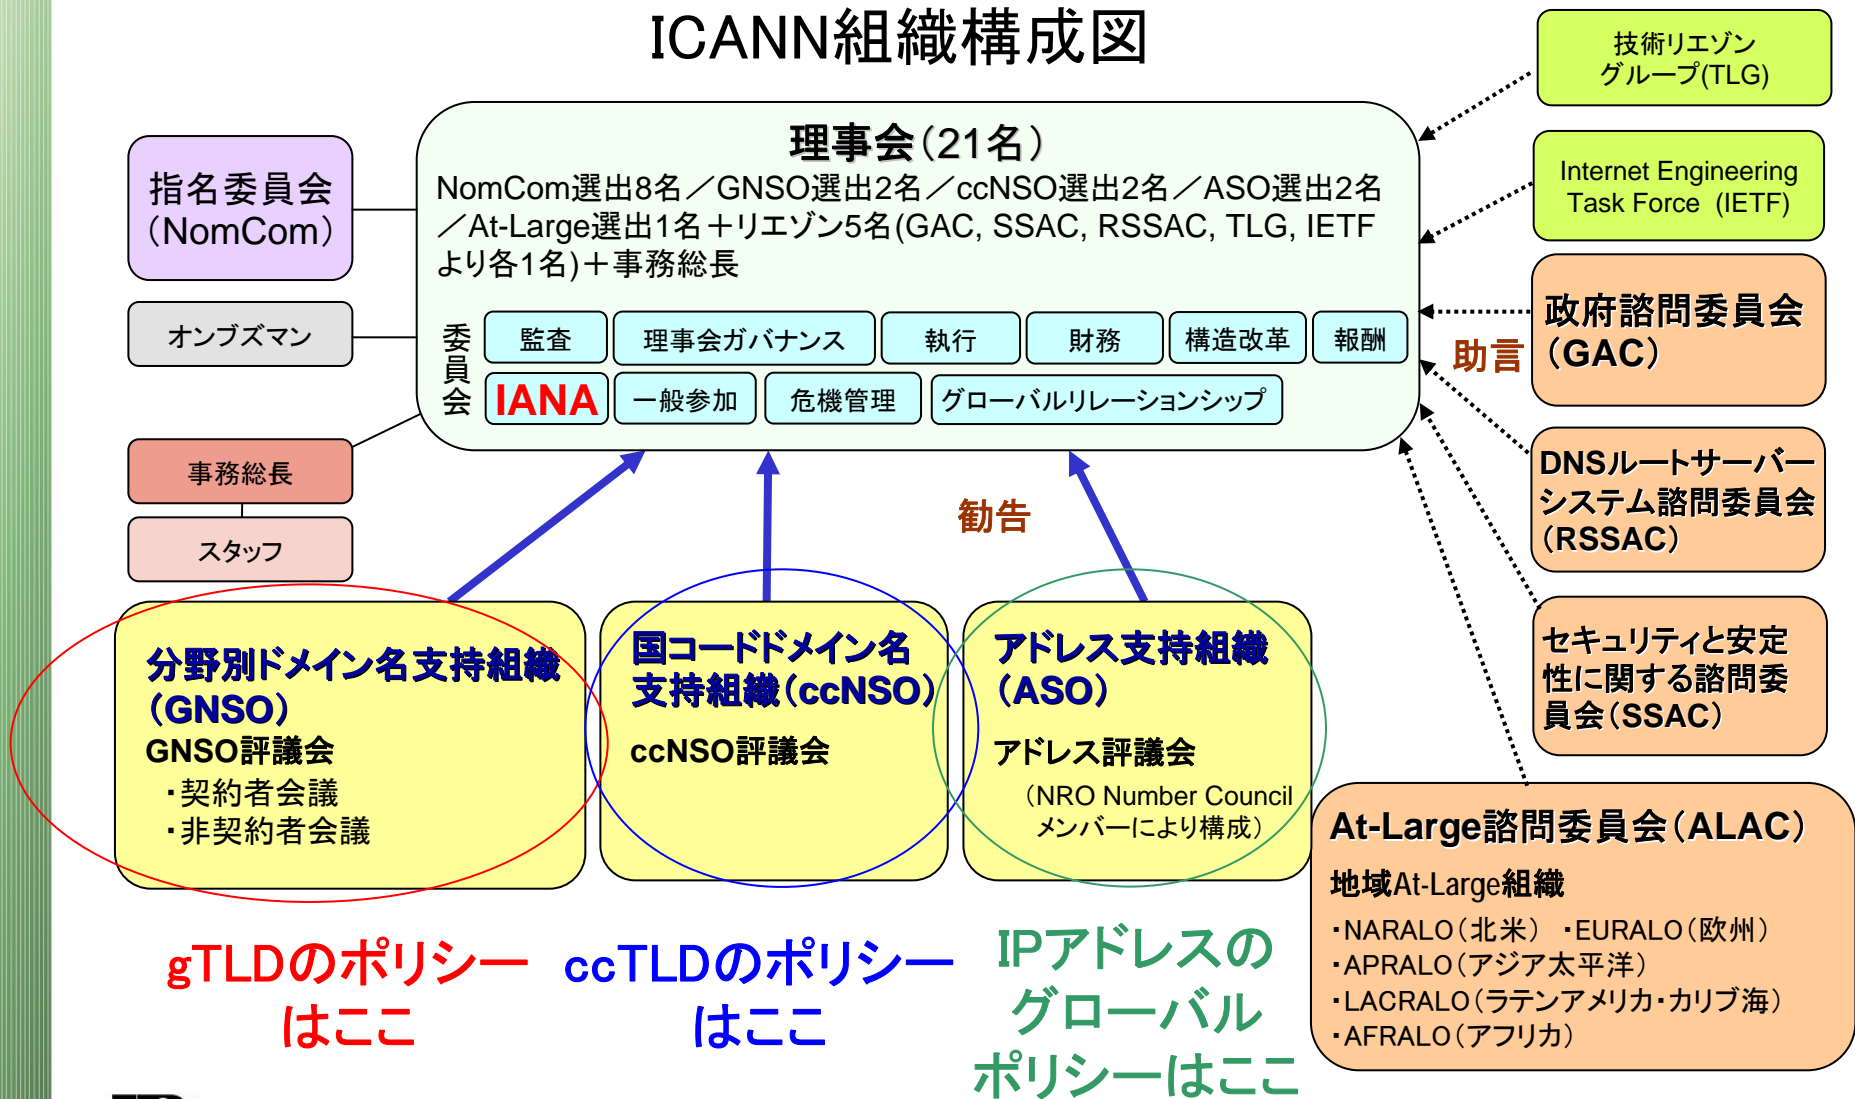 ICANN組織構成図
技術リエゾン
グループ(TLG)
Internet Engineering
Task Force (IETF)
指名委員会
（NomCom）
オンブズマン
事務総長
スタッフ
理事会（21名）
NomCom選出8名／GNSO選出2名／ccNSO選出2名／ASO選出2名
／At-Large選出1名＋リエゾン5名(GAC, SSAC, RSSAC, TLG, IETF
より各1名)＋事務総長
委員会
監査
理事会ガバナンス
執行
財務
構造改革
報酬
IANA
一般参加
危機管理
グローバルリレーションシップ
助言
政府諮問委員会
（GAC）
DNSルートサーバー
システム諮問委員会
（RSSAC）
セキュリティと安定
性に関する諮問委
員会（SSAC）
勧告
分野別ドメイン名支持組織
（GNSO）
GNSO評議会
・契約者会議
・非契約者会議
国コードドメイン名
支持組織（ccNSO）
ccNSO評議会
アドレス支持組織
（ASO）
アドレス評議会
（NRO Number Council
メンバーにより構成）
At-Large諮問委員会（ALAC）
地域At-Large組織
・NARALO（北米） ・EURALO（欧州）
・APRALO（アジア太平洋）
・LACRALO（ラテンアメリカ・カリブ海）
・AFRALO（アフリカ）
gTLDのポリシー
はここ
ccTLDのポリシー
はここ
IPアドレスの
グローバル
ポリシーはここ